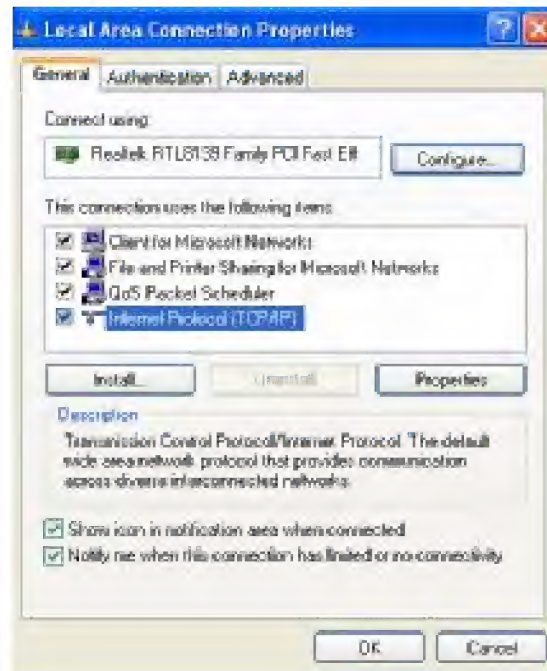 Local Area Connection Properties
General Authentication Advanced
Connect using:
Realtek RTL8139 Family PCI Fast Eth
Configure...
This connection uses the following items:
Client for Microsoft Networks
File and Printer Sharing for Microsoft Networks
QoS Packet Scheduler
Internet Protocol (TCP/IP)
Install... Uninstall Properties
Description
Transmission Control Protocol/Internet Protocol. The default
wide area network protocol that provides communication
across diverse interconnected networks.
Show icon in notification area when connected
Notify me when this connection has limited or no connectivity
OK Cancel